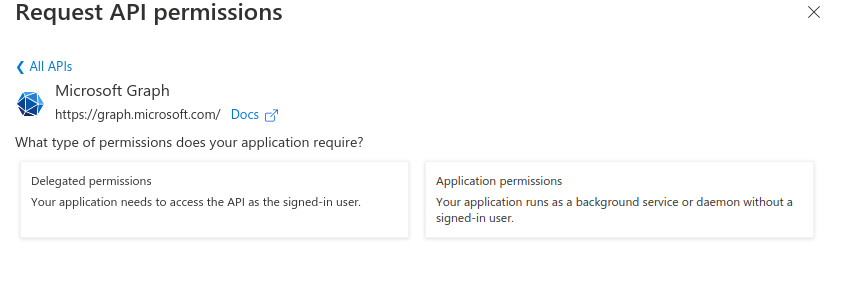 Request API permissions
❮ All APIs
Microsoft Graph
https://graph.microsoft.com/ Docs
What type of permissions does your application require?
Delegated permissions
Your application needs to access the API as the signed-in user.
Application permissions
Your application runs as a background service or daemon without a
signed-in user.